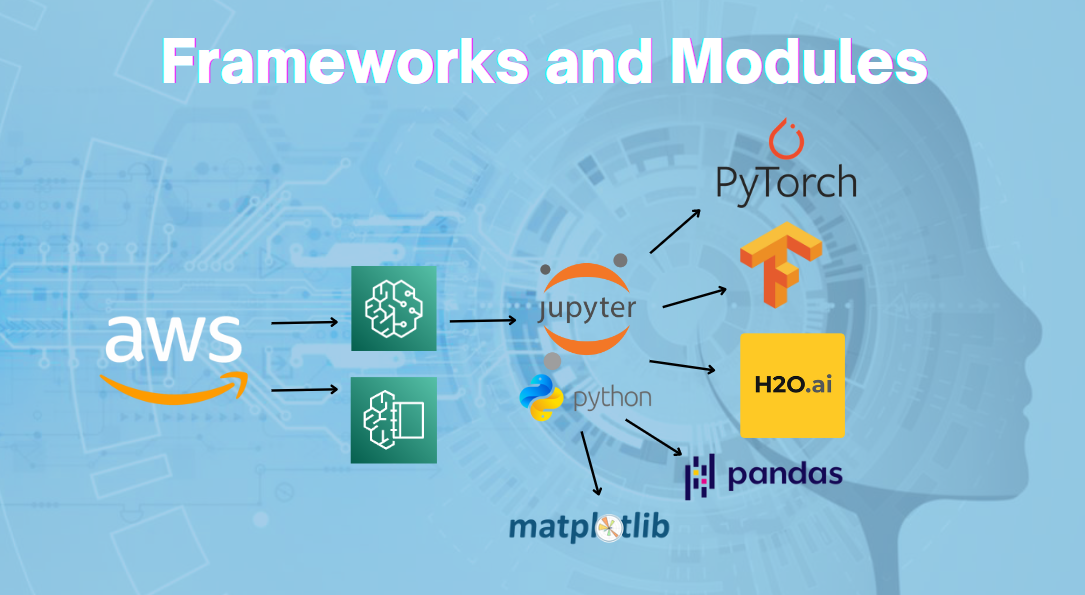 Frameworks and Modules
PyTorch
aws
jupyter
H2O.ai
python
pandas
matplotlib